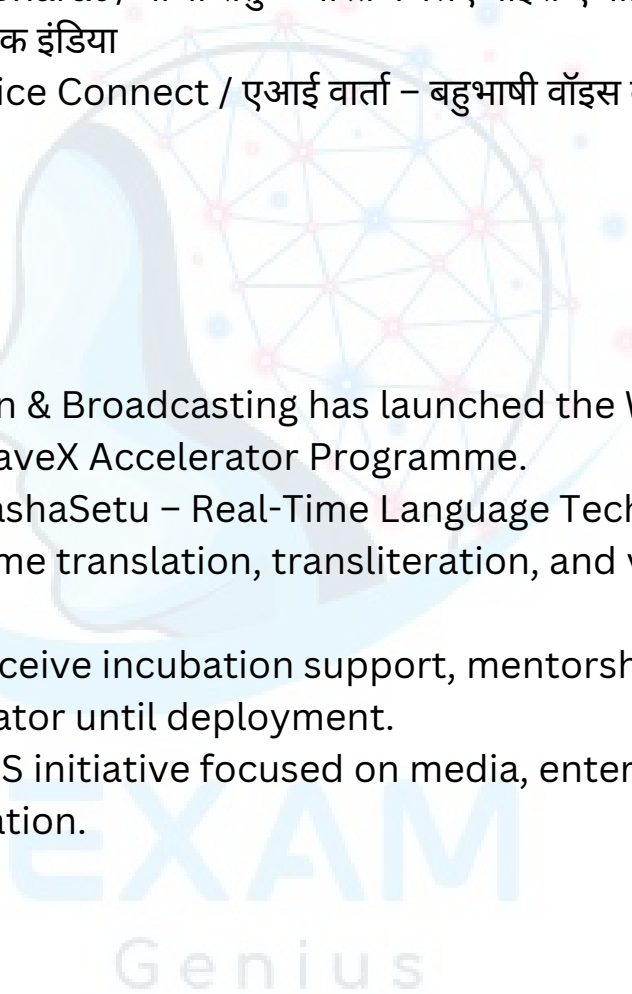 क इंडिया
ice Connect / एआई वार्ता – बहुभाषी वॉइस
n & Broadcasting has launched the
aveX Accelerator Programme.
ashaSetu – Real-Time Language Tech
me translation, transliteration, and
ceive incubation support, mentorsh
ator until deployment.
S initiative focused on media, enter
ation.
EXAM
Genius